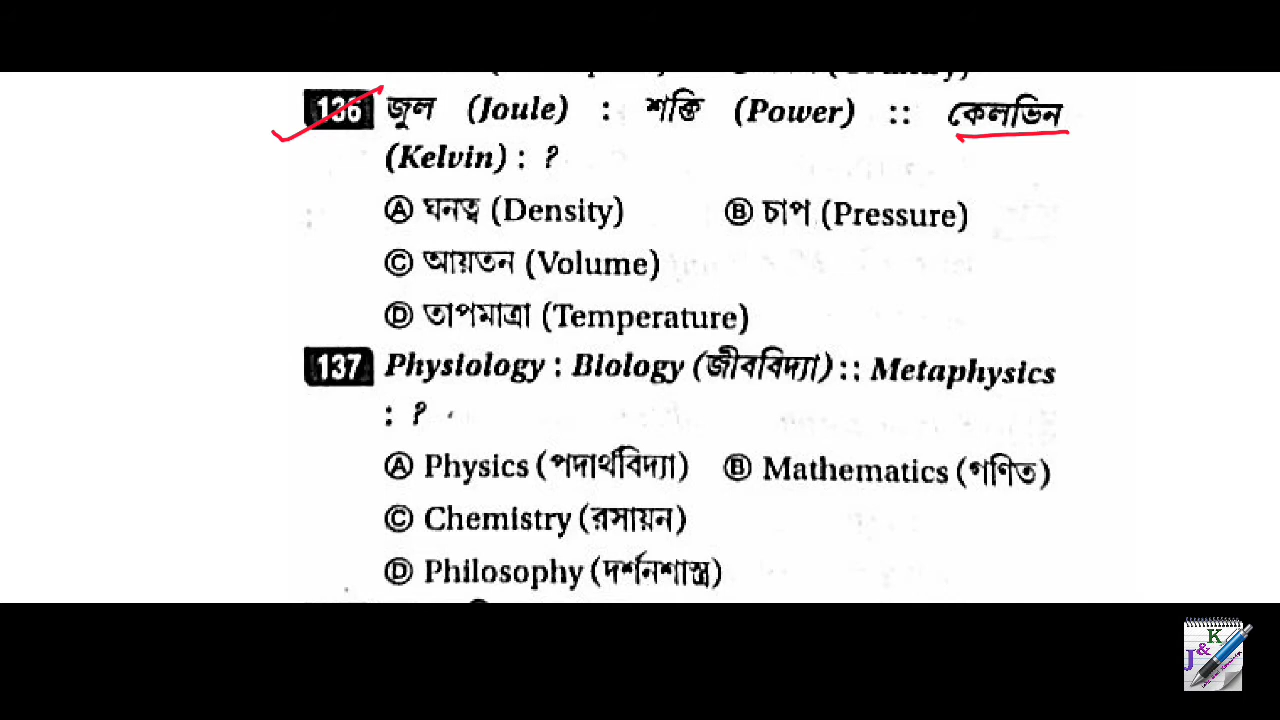 136 জুল (Joule) : শক্তি (Power) :: কেলভিন
(Kelvin) : ?
Ⓐ ঘনত্ব (Density) Ⓑ চাপ (Pressure)
Ⓒ আয়তন (Volume)
Ⓓ তাপমাত্রা (Temperature)
137 Physiology : Biology (জীববিদ্যা) :: Metaphysics
: ?
Ⓐ Physics (পদার্থবিদ্যা) Ⓑ Mathematics (গণিত)
Ⓒ Chemistry (রসায়ন)
Ⓓ Philosophy (দর্শনশাস্ত্র)
J&K